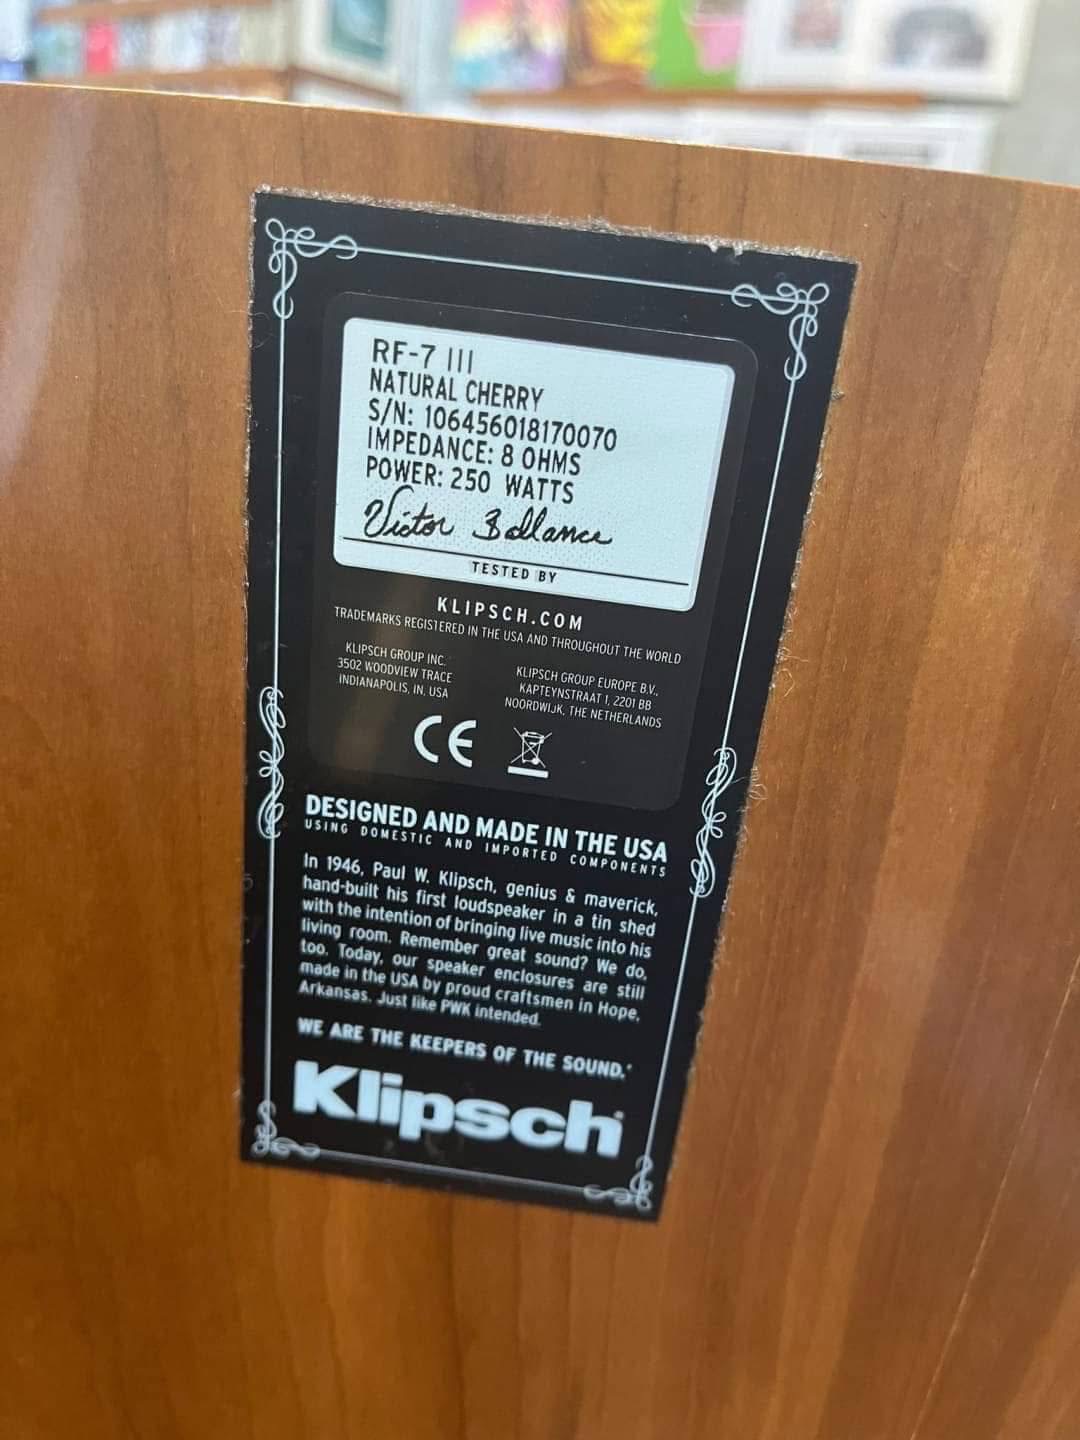 RF-7 III
NATURAL CHERRY
S/N: 106456018170070
IMPEDANCE: 8 OHMS
POWER: 250 WATTS
Victor Ballance
TESTED BY
KLIPSCH.COM
TRADEMARKS REGISTERED IN THE USA AND THROUGHOUT THE WORLD
KLIPSCH GROUP INC.
3502 WOODVIEW TRACE
INDIANAPOLIS, IN, USA
KLIPSCH GROUP EUROPE B.V.,
KAPTEYNSTRAAT 1, 2201 BB
NOORDWIJK, THE NETHERLANDS
CE
DESIGNED AND MADE IN THE USA
USING DOMESTIC AND IMPORTED COMPONENTS
In 1946, Paul W. Klipsch, genius & maverick,
hand-built his first loudspeaker in a tin shed
with the intention of bringing live music into his
living room. Remember great sound? We do,
too. Today, our speaker enclosures are still
made in the USA by proud craftsmen in Hope,
Arkansas. Just like PWK intended.
WE ARE THE KEEPERS OF THE SOUND.
Klipsch